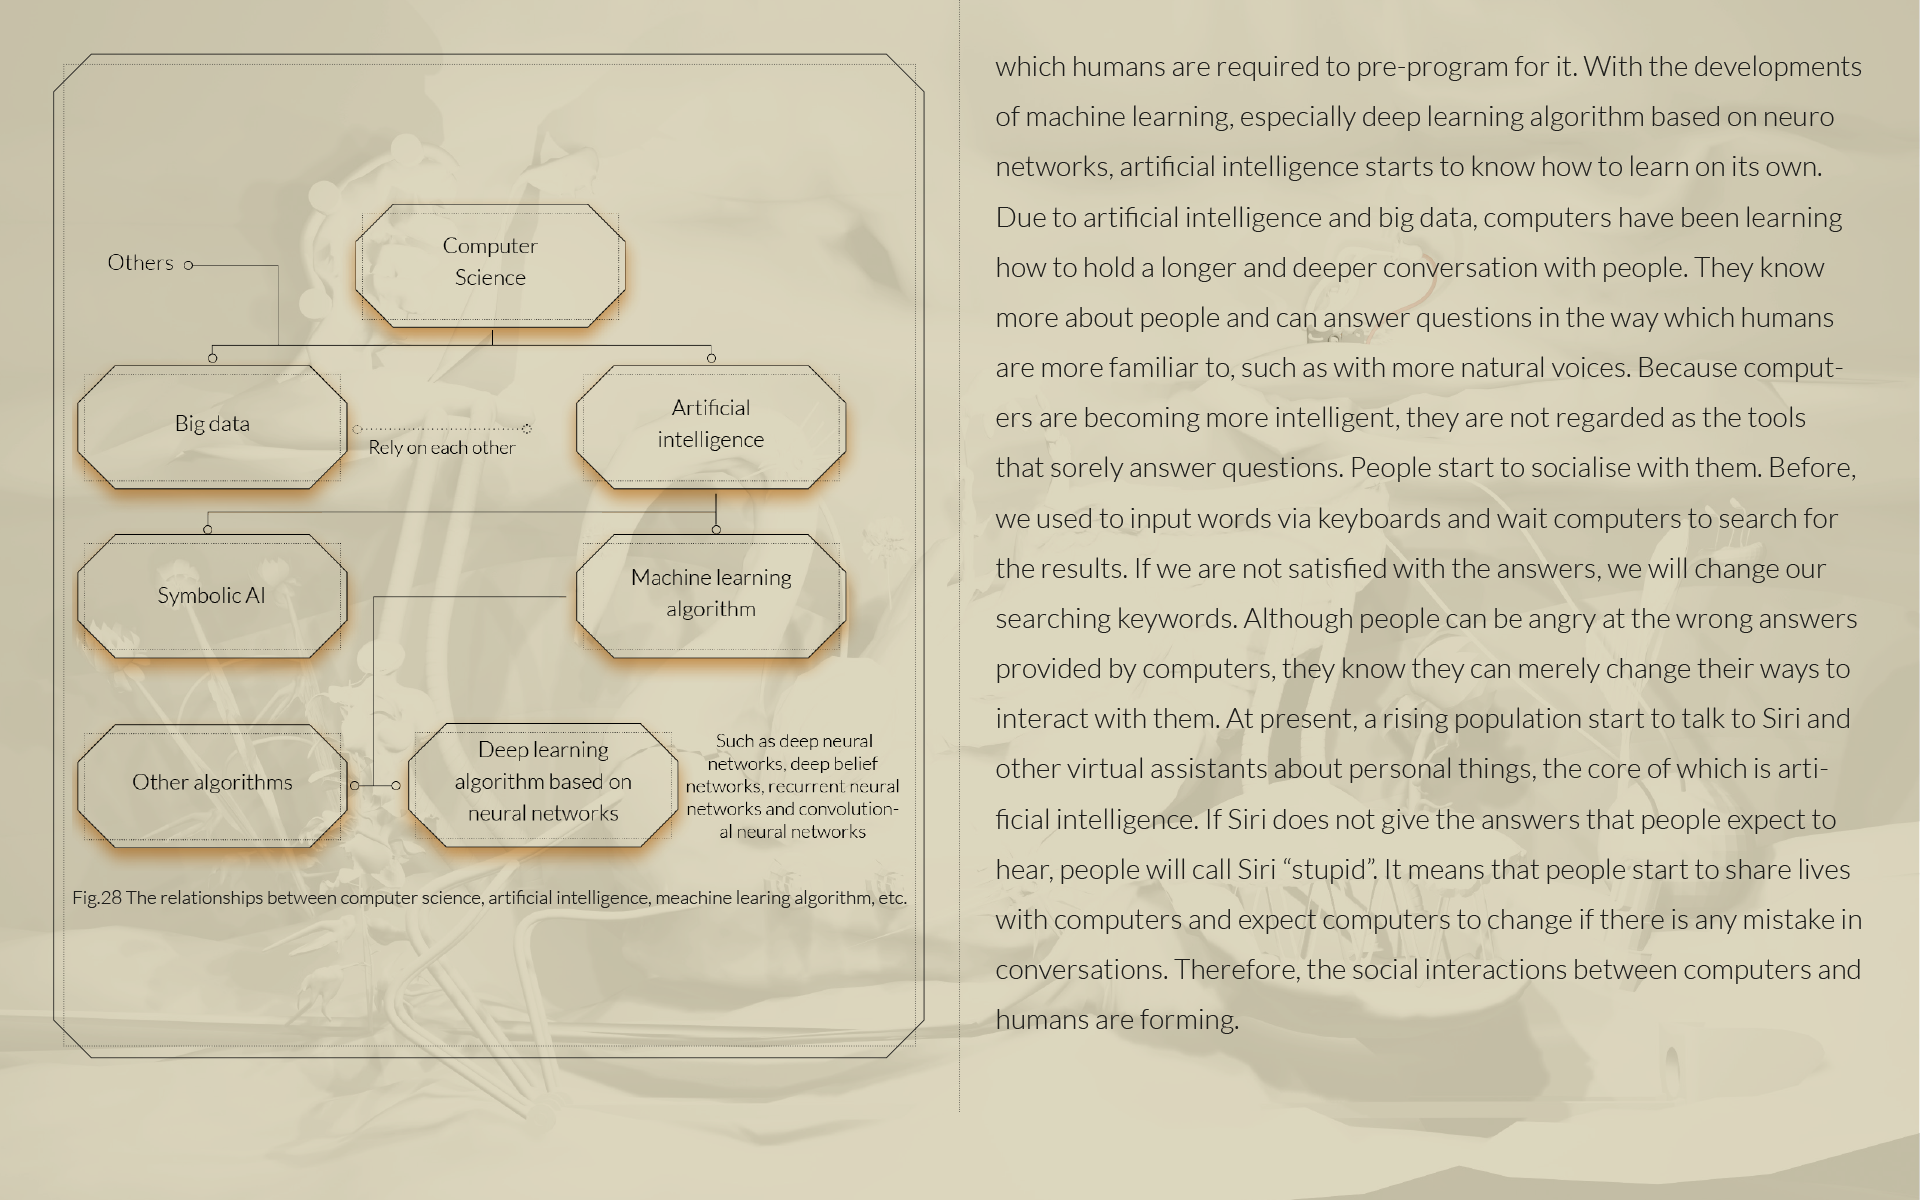 Computer
Science
Others
Big data
Rely on each other
Artificial
intelligence
Symbolic AI
Machine learning
algorithm
Other algorithms
Deep learning
algorithm based on
neural networks
Such as deep neural
networks, deep belief
networks, recurrent neural
networks and convolution-
al neural networks
Fig.28 The relationships between computer science, artificial intelligence, meachine learing algorithm, etc.
which humans are required to pre-program for it. With the developments
of machine learning, especially deep learning algorithm based on neuro
networks, artificial intelligence starts to know how to learn on its own.
Due to artificial intelligence and big data, computers have been learning
how to hold a longer and deeper conversation with people. They know
more about people and can answer questions in the way which humans
are more familiar to, such as with more natural voices. Because comput-
ers are becoming more intelligent, they are not regarded as the tools
that sorely answer questions. People start to socialise with them. Before,
we used to input words via keyboards and wait computers to search for
the results. If we are not satisfied with the answers, we will change our
searching keywords. Although people can be angry at the wrong answers
provided by computers, they know they can merely change their ways to
interact with them. At present, a rising population start to talk to Siri and
other virtual assistants about personal things, the core of which is arti-
ficial intelligence. If Siri does not give the answers that people expect to
hear, people will call Siri “stupid”. It means that people start to share lives
with computers and expect computers to change if there is any mistake in
conversations. Therefore, the social interactions between computers and
humans are forming.